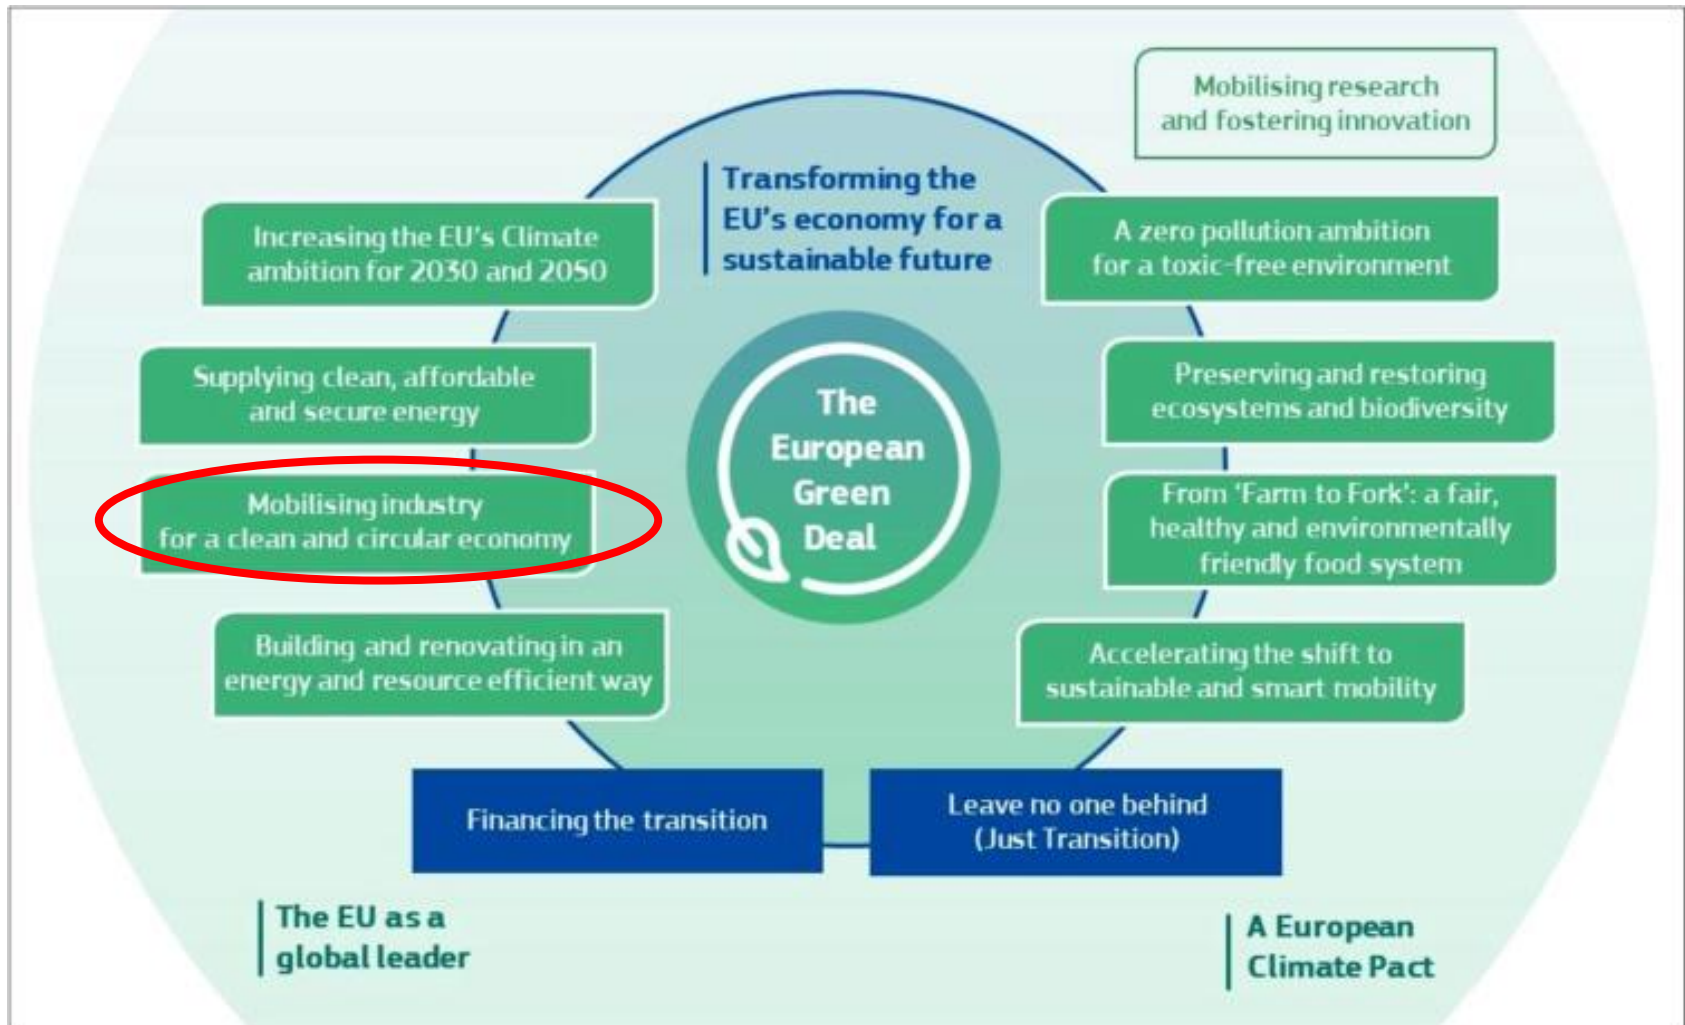 Mobilising research
and fostering innovation
Transforming the
EU's economy for a
sustainable future
Increasing the EU's Climate
ambition for 2030 and 2050
A zero pollution ambition
for a toxic-free environment
Supplying clean, affordable
and secure energy
Preserving and restoring
ecosystems and biodiversity
The
European
Green
Deal
Mobilising industry
for a clean and circular economy
From 'Farm to Fork': a fair,
healthy and environmentally
friendly food system
Building and renovating in an
energy and resource efficient way
Accelerating the shift to
sustainable and smart mobility
Financing the transition
Leave no one behind
(Just Transition)
The EU as a
global leader
A European
Climate Pact